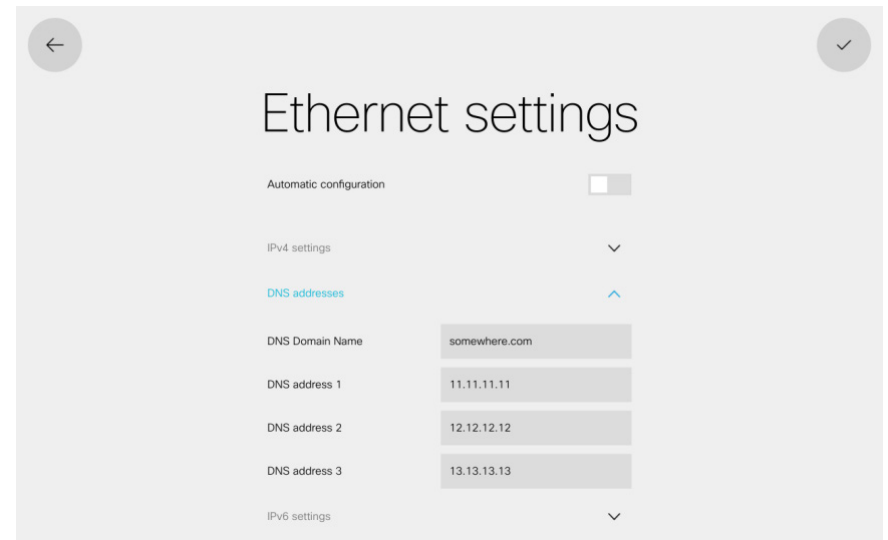 Ethernet settings
Automatic configuration
IPv4 settings
DNS addresses
DNS Domain Name somewhere.com
DNS address 1 11.11.11.11
DNS address 2 12.12.12.12
DNS address 3 13.13.13.13
IPv6 settings